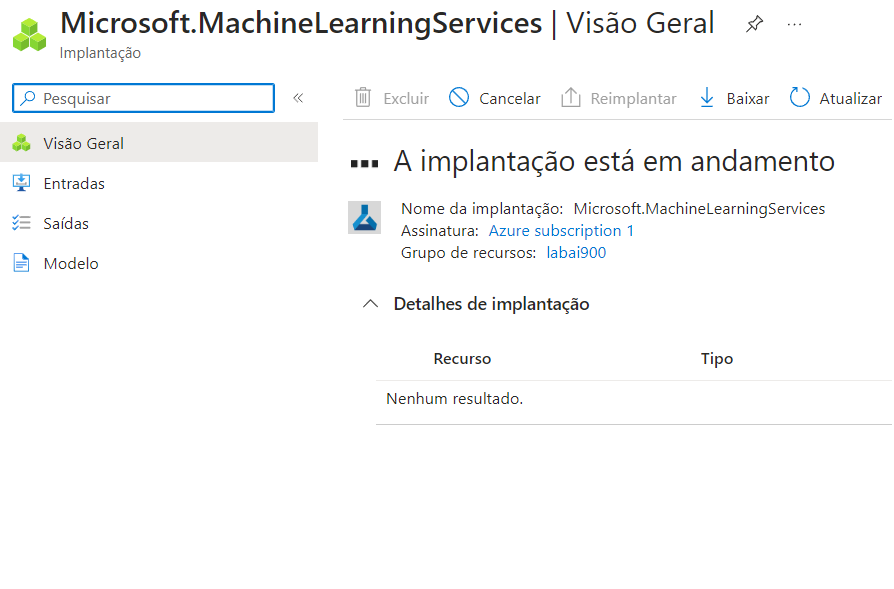 Microsoft.MachineLearningServices | Visão Geral
Implantação
Pesquisar
Excluir Cancelar Reimplantar Baixar Atualizar
Visão Geral
Entradas
Saídas
Modelo
A implantação está em andamento
Nome da implantação: Microsoft.MachineLearningServices
Assinatura: Azure subscription 1
Grupo de recursos: labai900
Detalhes de implantação
Recurso Tipo
Nenhum resultado.